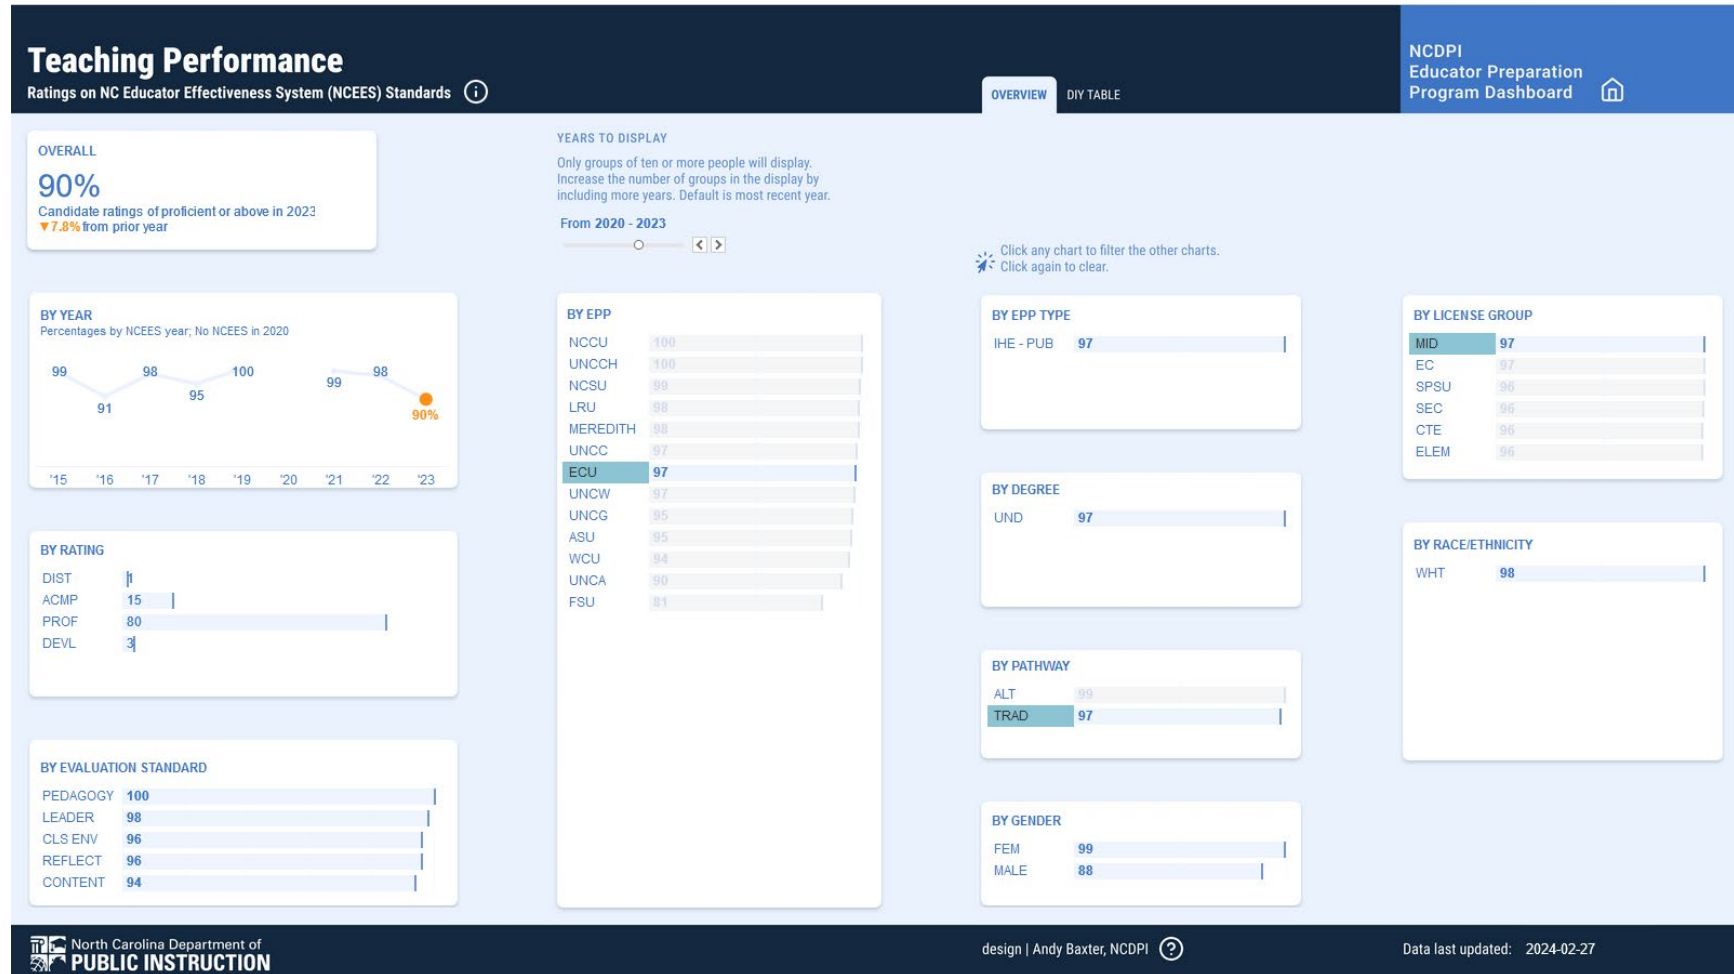 Teaching Performance
Ratings on NC Educator Effectiveness System (NCEES) Standards
OVERVIEW
DIY TABLE
NCDPI
Educator Preparation
Program Dashboard
OVERALL
90%
Candidate ratings of proficient or above in 2023
▼7.8% from prior year
YEARS TO DISPLAY
Only groups of ten or more people will display.
Increase the number of groups in the display by
including more years. Default is most recent year.
From 2020 - 2023
Click any chart to filter the other charts.
Click again to clear.
BY YEAR
Percentages by NCEES year; No NCEES in 2020
99
91
98
95
100
99
98
90%
'15 '16 '17 '18 '19 '20 '21 '22 '23
BY RATING
DIST 1
ACMP 15
PROF 80
DEVL 3
BY EVALUATION STANDARD
PEDAGOGY 100
LEADER 98
CLS ENV 96
REFLECT 96
CONTENT 94
BY EPP
NCCU 100
UNCCH 100
NCSU 99
LRU 98
MEREDITH 98
UNCC 97
ECU 97
UNCW 97
UNCG 95
ASU 95
WCU 94
UNCA 90
FSU 81
BY EPP TYPE
IHE - PUB 97
BY DEGREE
UND 97
BY PATHWAY
ALT 99
TRAD 97
BY GENDER
FEM 99
MALE 88
BY LICENSE GROUP
MID 97
EC 97
SPSU 96
SEC 96
CTE 96
ELEM 96
BY RACE/ETHNICITY
WHT 98
North Carolina Department of
PUBLIC INSTRUCTION
design | Andy Baxter, NCDPI
Data last updated: 2024-02-27